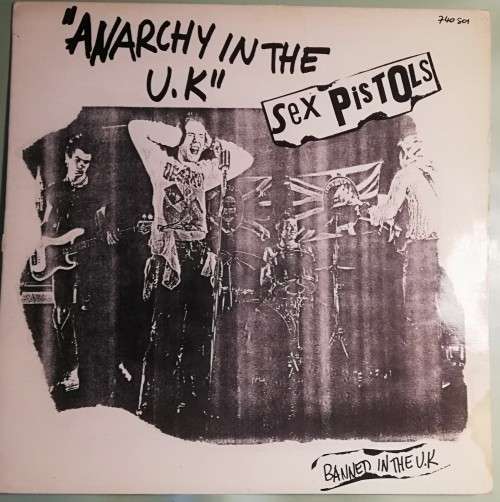 740 501
"ANARCHY IN THE
U.K"
Sex PiSTOLS
BANNED IN THE U.K